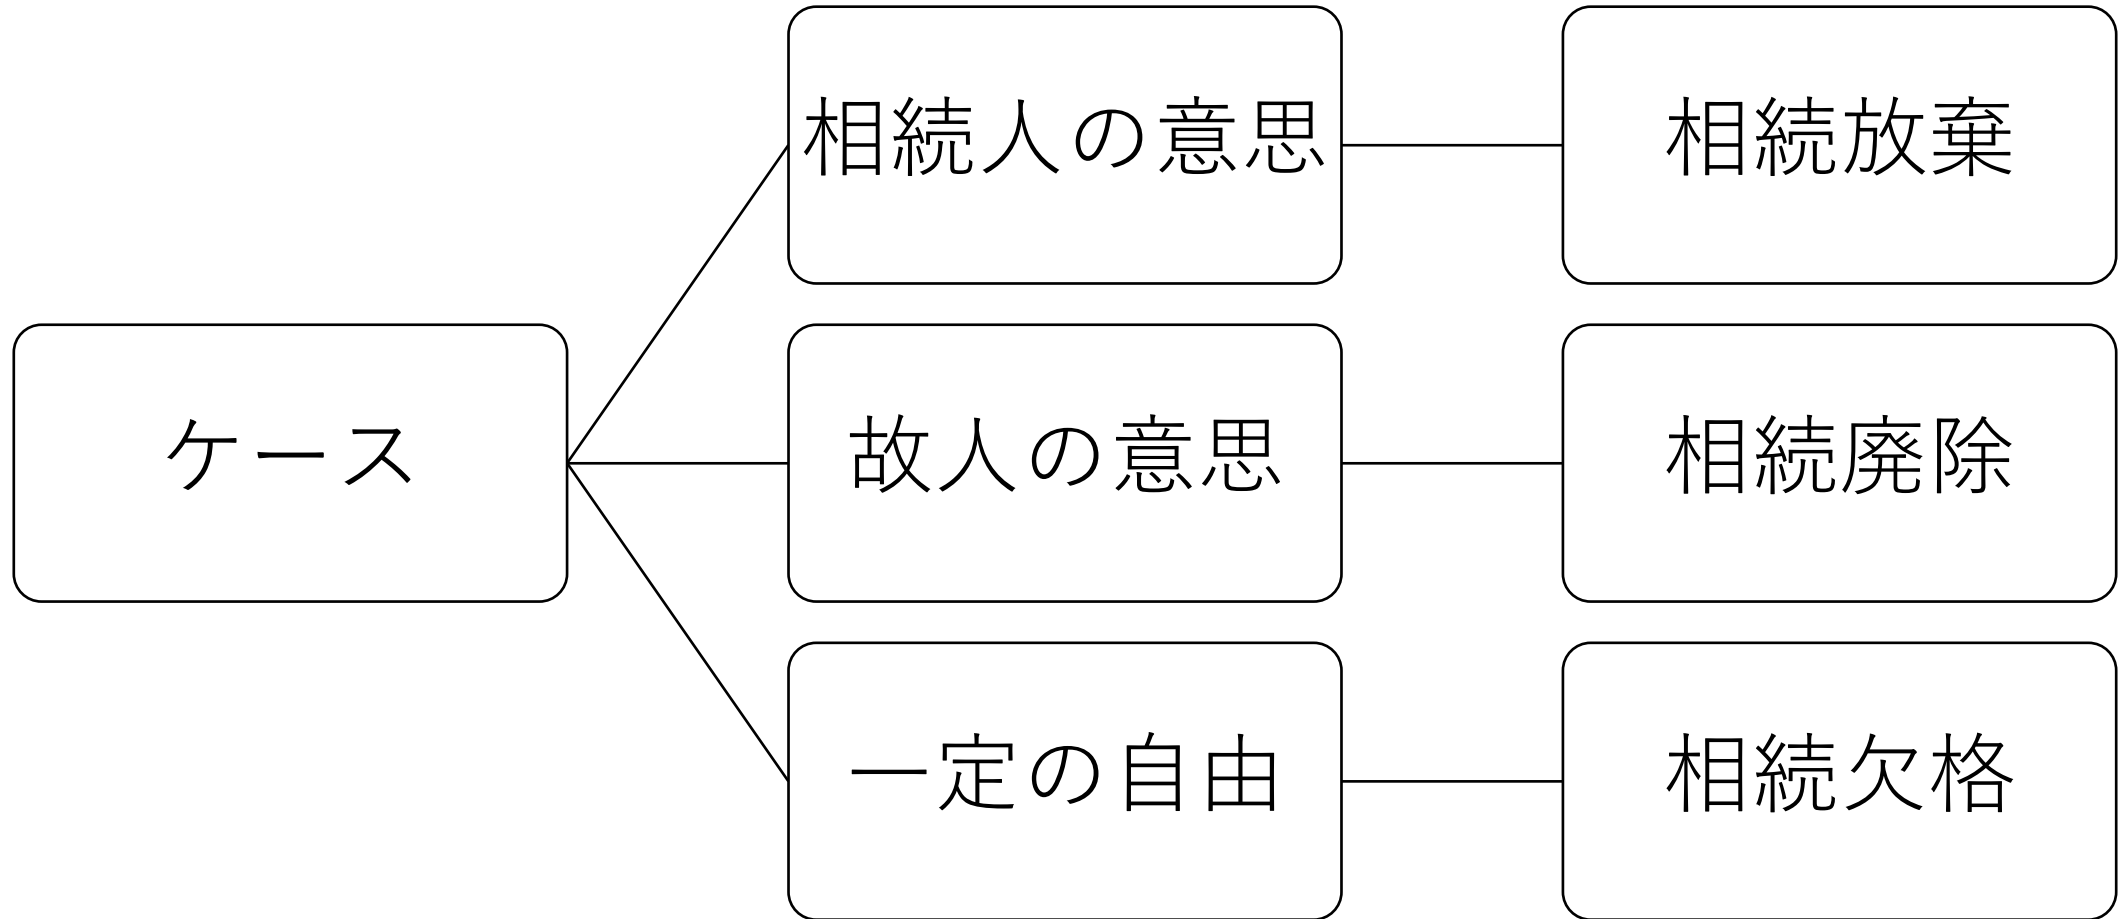 ケース
相続人の意思
相続放棄
故人の意思
相続廃除
一定の自由
相続欠格